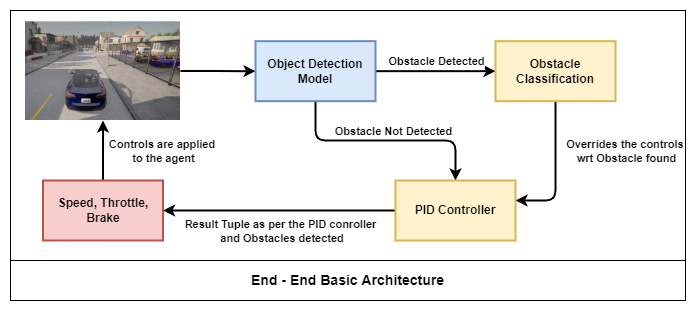 Object Detection
Model
Obstacle Detected
Obstacle
Classification
Obstacle Not Detected
Controls are applied
to the agent
Overrides the controls
wrt Obstacle found
Speed, Throttle,
Brake
PID Controller
Result Tuple as per the PID conroller
and Obstacles detected
End - End Basic Architecture